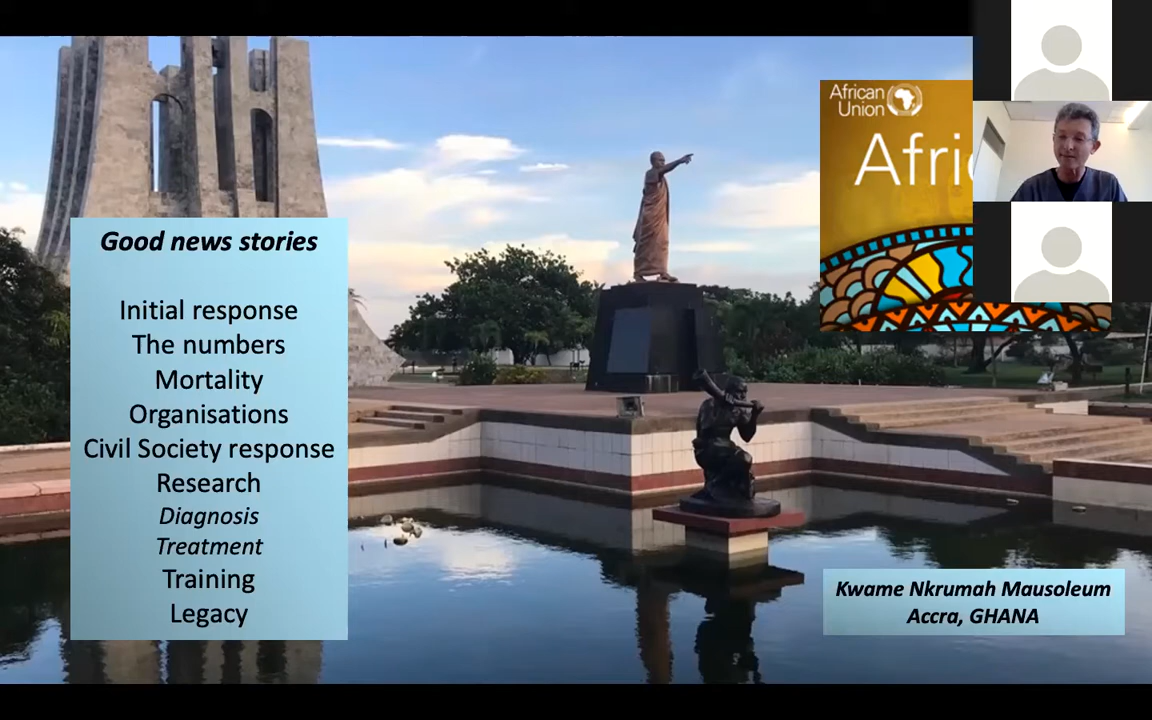 Good news stories
Initial response
The numbers
Mortality
Organisations
Civil Society response
Research
Diagnosis
Treatment
Training
Legacy
African
Union
Afri
Kwame Nkrumah Mausoleum
Accra, GHANA